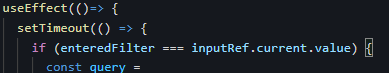 useEffect(()=> {
setTimeout(() => {
if (enteredFilter === inputRef.current.value) {
const query =